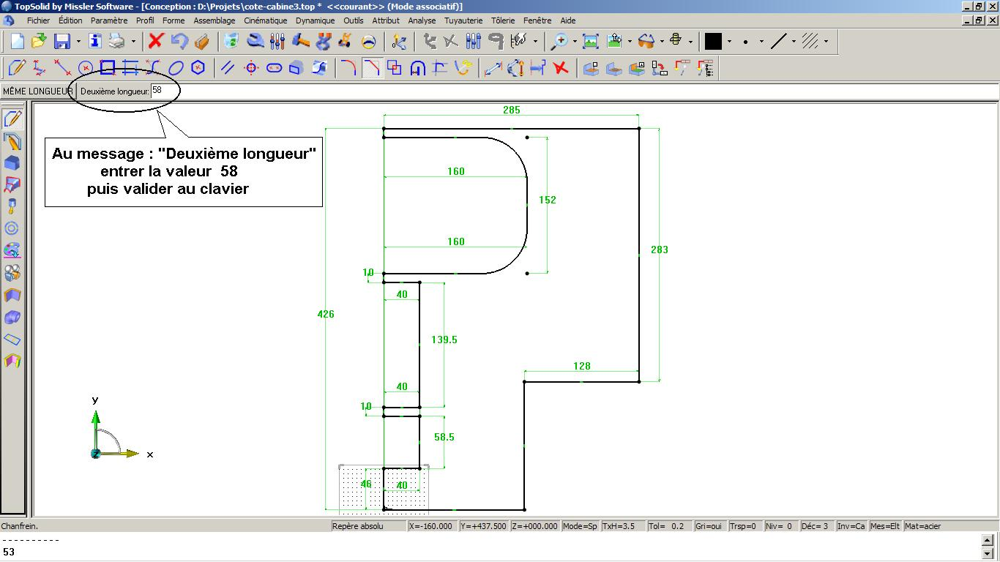 TopSolid by Missler Software - [Conception : D:\Projets\cote-cabine3.top * <<courant>> (Mode associatif)]
Fichier Édition Paramètre Profil Forme Assemblage Cinématique Dynamique Outils Attribut Analyse Tuyauterie Tôlerie Fenêtre Aide
MÊME LONGUEUR Deuxième longueur: 58
285
Au message : "Deuxième longueur"
entrer la valeur 58
puis valider au clavier
160
152
160
283
10
40
426
139.5
128
40
10
58.5
46
40
y
x
z
Chanfrein. Repère absolu X=-160.000 Y=+437.500 Z=+000.000 Mode=Sp TxH=3.5 Tol= 0.2 Gri=oui Trsp=0 Niv= 0 Déc= 3 Inv=Ca Mes=Elt Mat=acier
----------
53